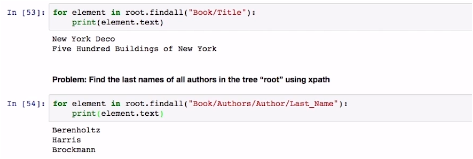 In [53]: for element in root.findall("Book/Title"):
print(element.text)
New York Deco
Five Hundred Buildings of New York
Problem: Find the last names of all authors in the tree "root" using xpath
In [54]: for element in root.findall("Book/Authors/Author/Last_Name"):
print(element.text)
Berenholtz
Harris
Brockmann